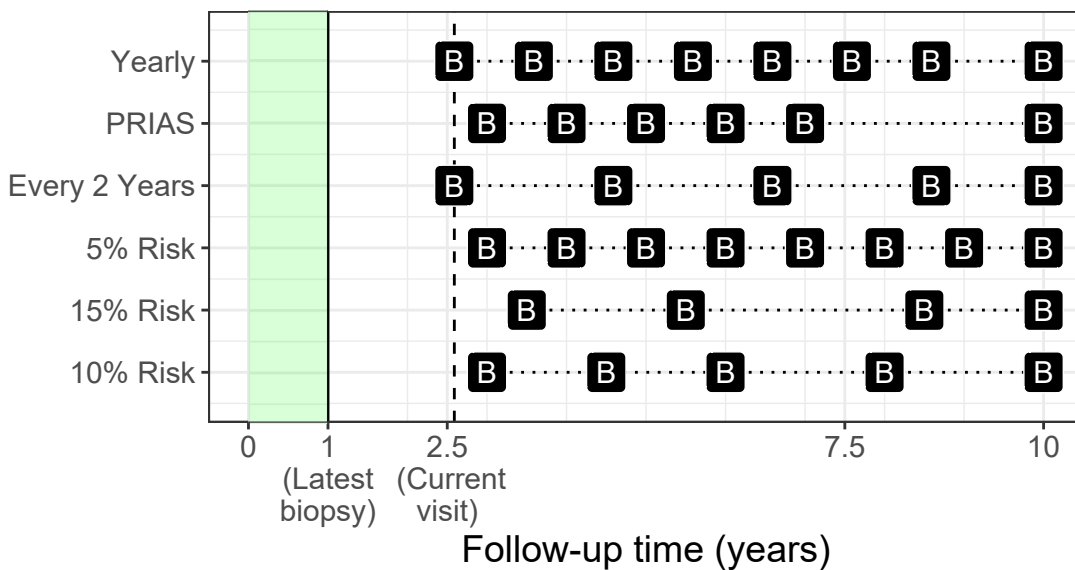 Yearly B B B B B B B B
PRIAS B B B B B B
Every 2 Years B B B B B
5% Risk B B B B B B B B
15% Risk B B B B
10% Risk B B B B B
0 1 2.5 7.5 10
(Latest (Current
biopsy) visit)
Follow-up time (years)